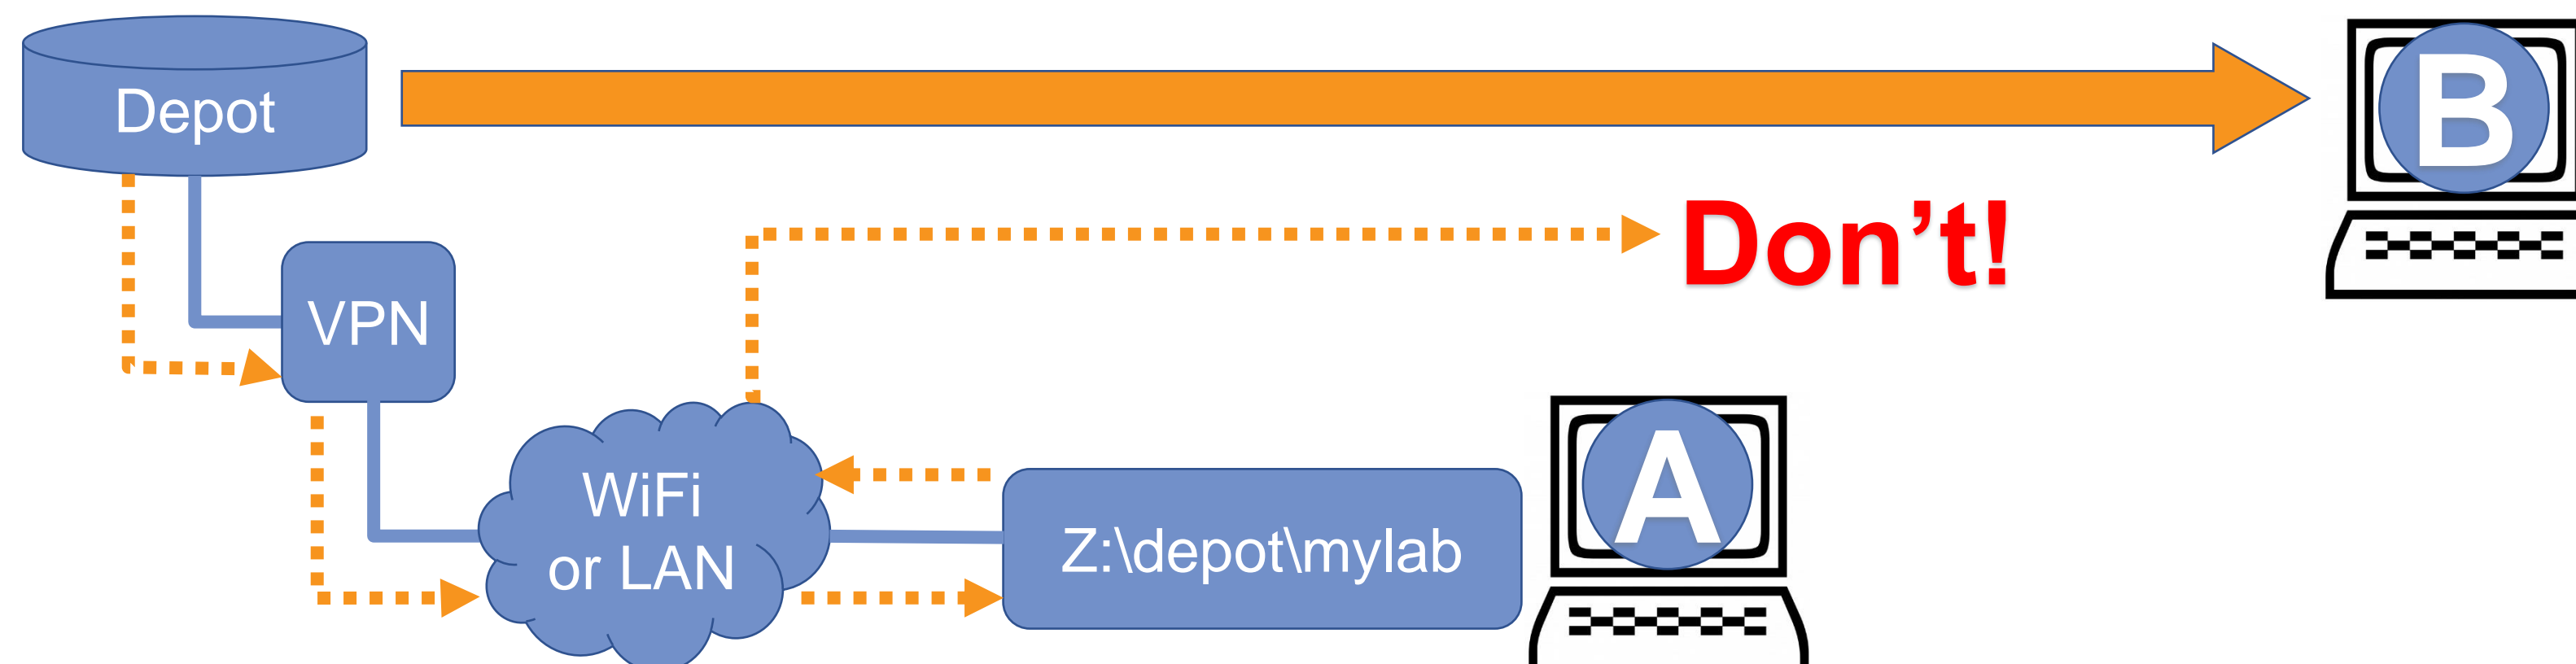 Depot
B
Don’t!
VPN
A
WiFi
or LAN
Z:\depot\mylab